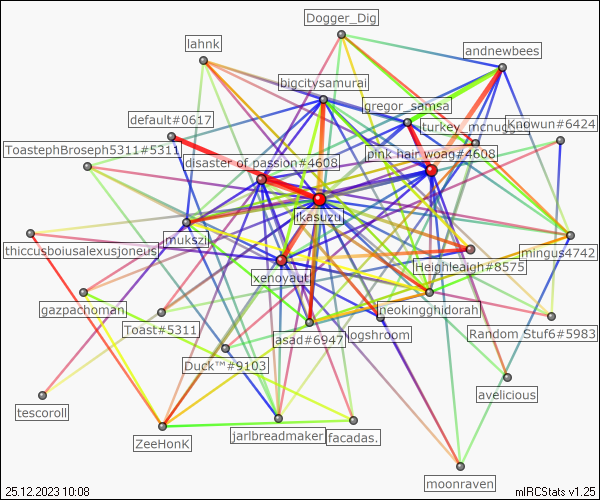 Dogger_Dig
lahnk
andnewbees
bigcitysamurai
gregor_samsa
default#0617
turkey_mcnugge
Knowun#6424
ToastephBroseph5311#5311
disaster of passion#4608
pink hair woag#4608
ikasuzu
mukszi
thiccusboiusalexusjoneus
mingus4742
xenoyaut
Heighleaigh#8575
gazpachoman
neokingghidorah
Toast#5311
asad#6947
logshroom
Random Stuf6#5983
Duck™#9103
avelicious
tescoroll
ZeeHonK
jarlbreadmaker
facadas.
moonraven
25.12.2023 10:08
mIRCStats v1.25